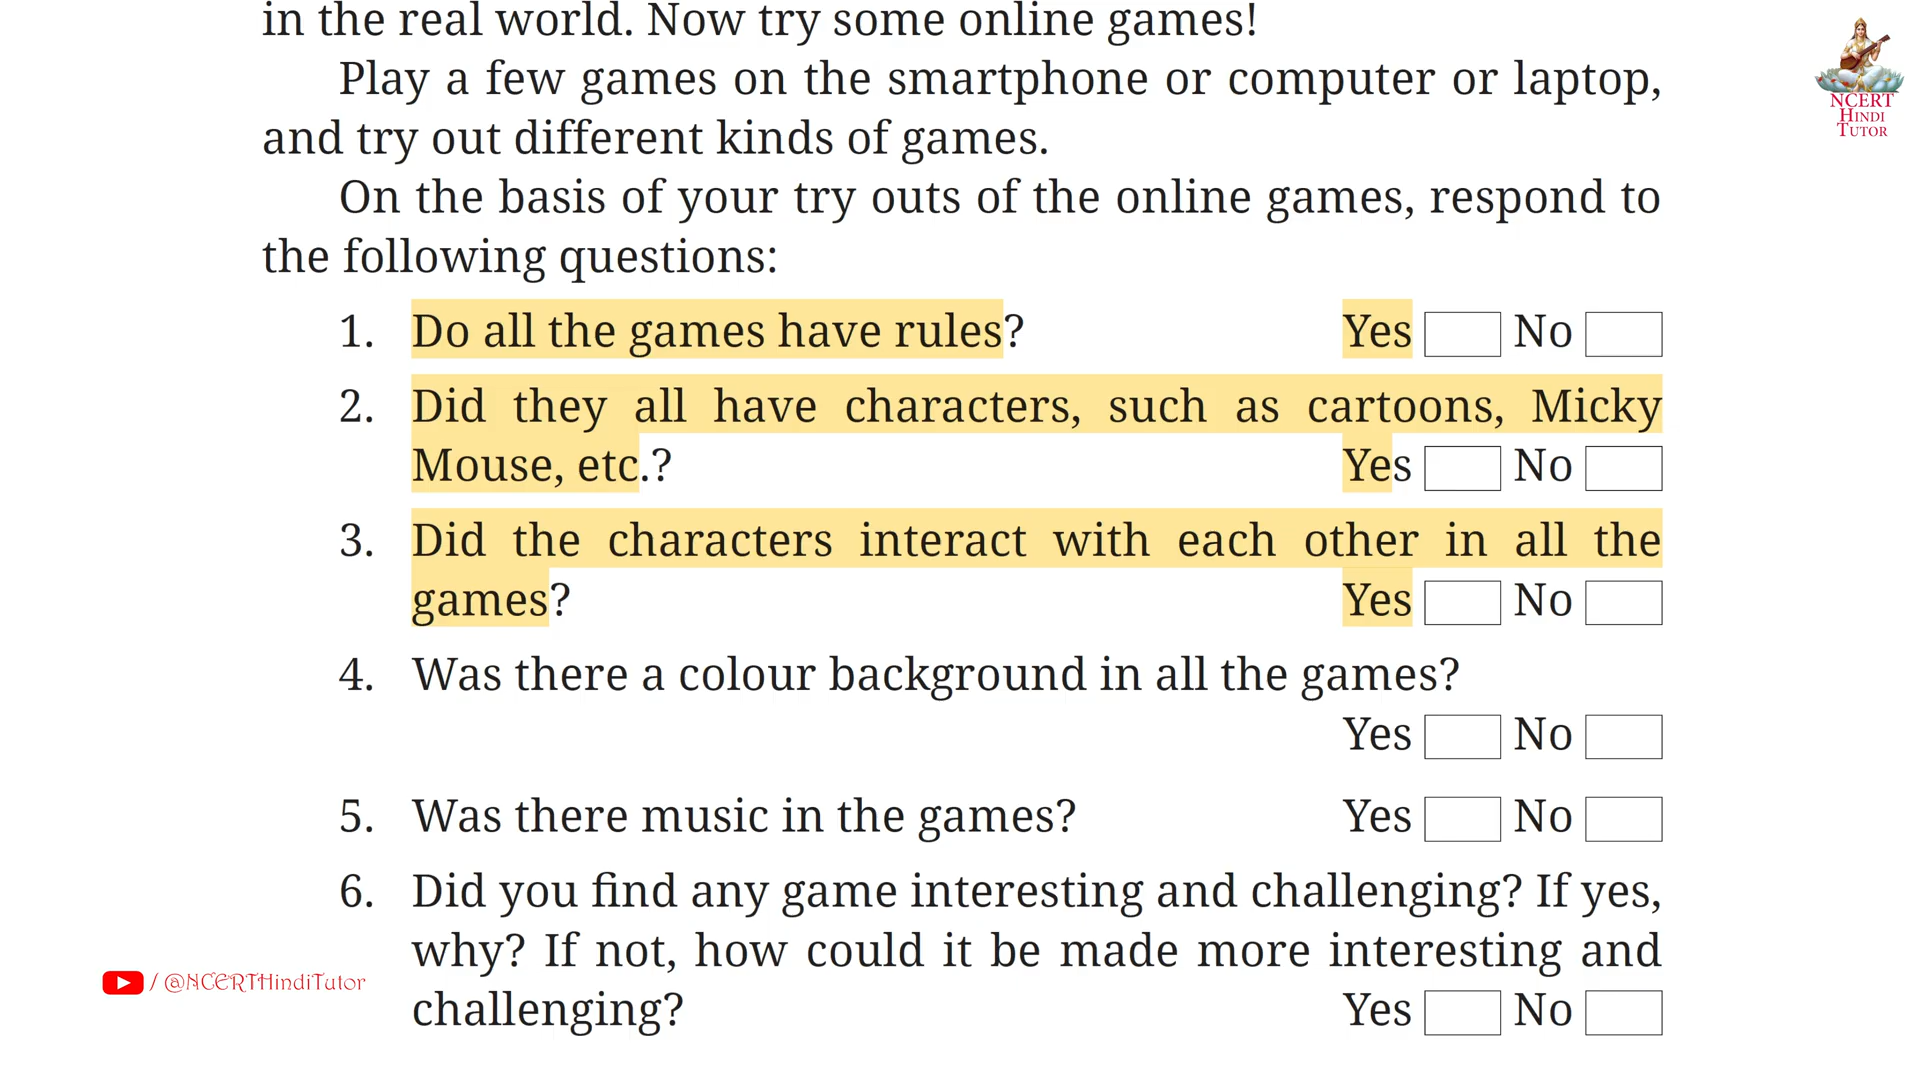 in the real world. Now try some online games!
Play a few games on the smartphone or computer or laptop,
and try out different kinds of games.
On the basis of your try outs of the online games, respond to
the following questions:
1. Do all the games have rules? Yes No
2. Did they all have characters, such as cartoons, Micky
Mouse, etc.? Yes No
3. Did the characters interact with each other in all the
games? Yes No
4. Was there a colour background in all the games?
Yes No
5. Was there music in the games? Yes No
6. Did you find any game interesting and challenging? If yes,
why? If not, how could it be made more interesting and
challenging? Yes No
NCERT
HINDI
TUTOR
/ @NCERTHindiTutor